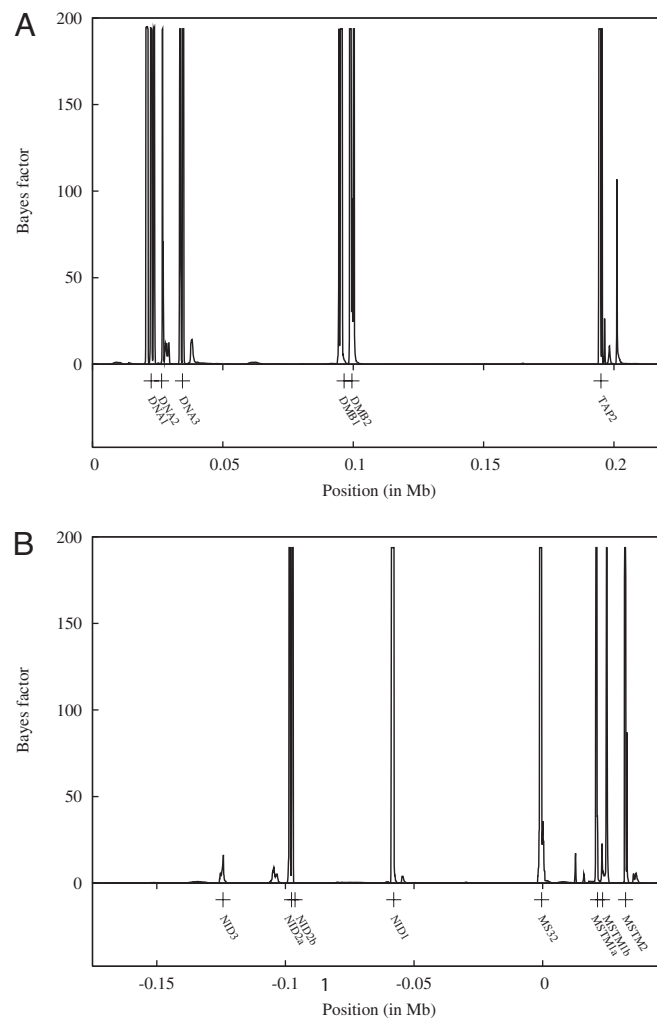 A
200
150
100
50
0
Bayes factor
DNA1
DNA2
DNA3
DMB1
DMB2
TAP2
0 0.05 0.1 0.15 0.2
Position (in Mb)
B
200
150
100
50
0
Bayes factor
NID3
NID2a
NID2b
NID1
MS32
MSTM1a
MSTM1b
MSTM2
-0.15 -0.1 1 -0.05 0
Position (in Mb)